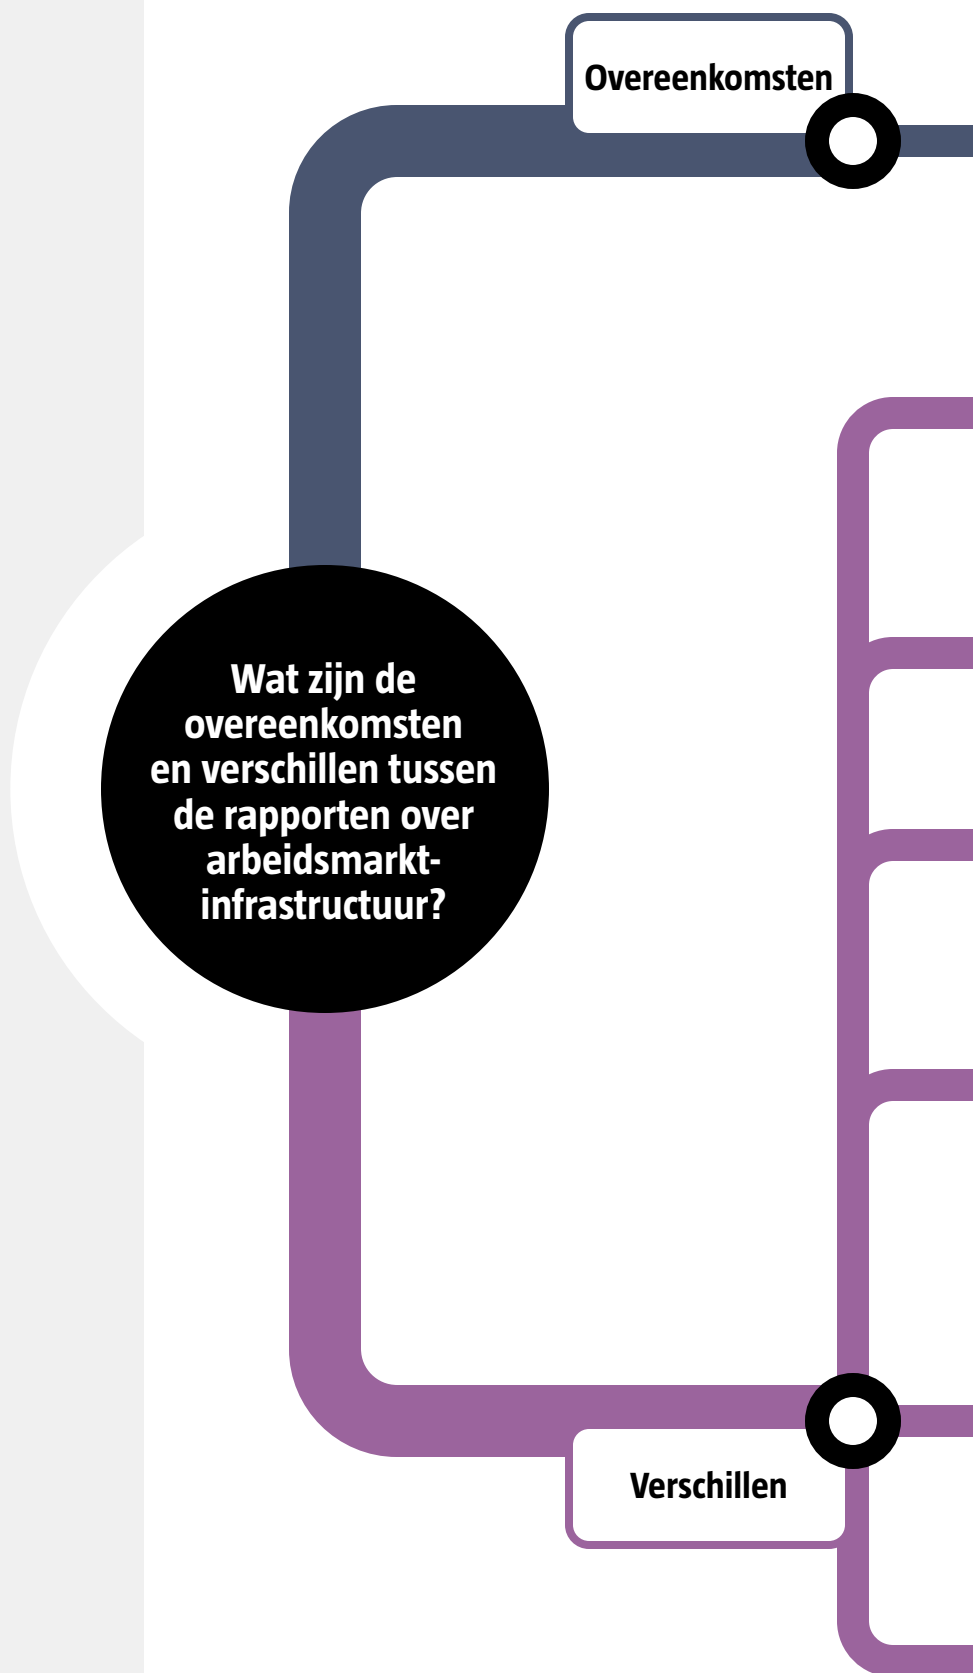 Overeenkomsten
Wat zijn de
overeenkomsten
en verschillen tussen
de rapporten over
arbeidsmarkt-
infrastructuur?
Verschillen